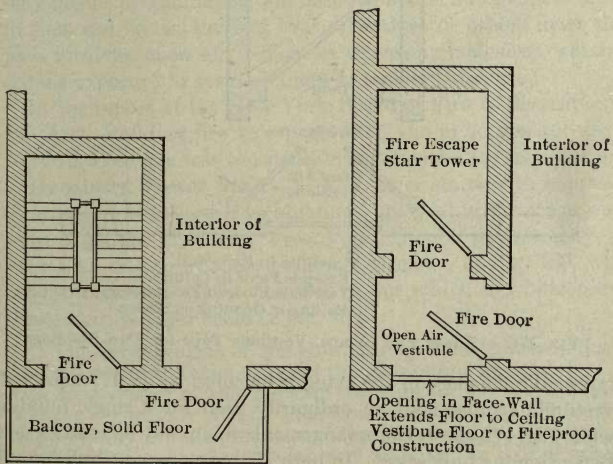 Interior of
Building
Fire
Door
Fire Door
Balcony, Solid Floor
Fire Escape
Stair Tower
Interior of
Building
Fire
Door
Fire Door
Open Air
Vestibule
Opening in Face-Wall
Extends Floor to Ceiling
Vestibule Floor of Fireproof
Construction